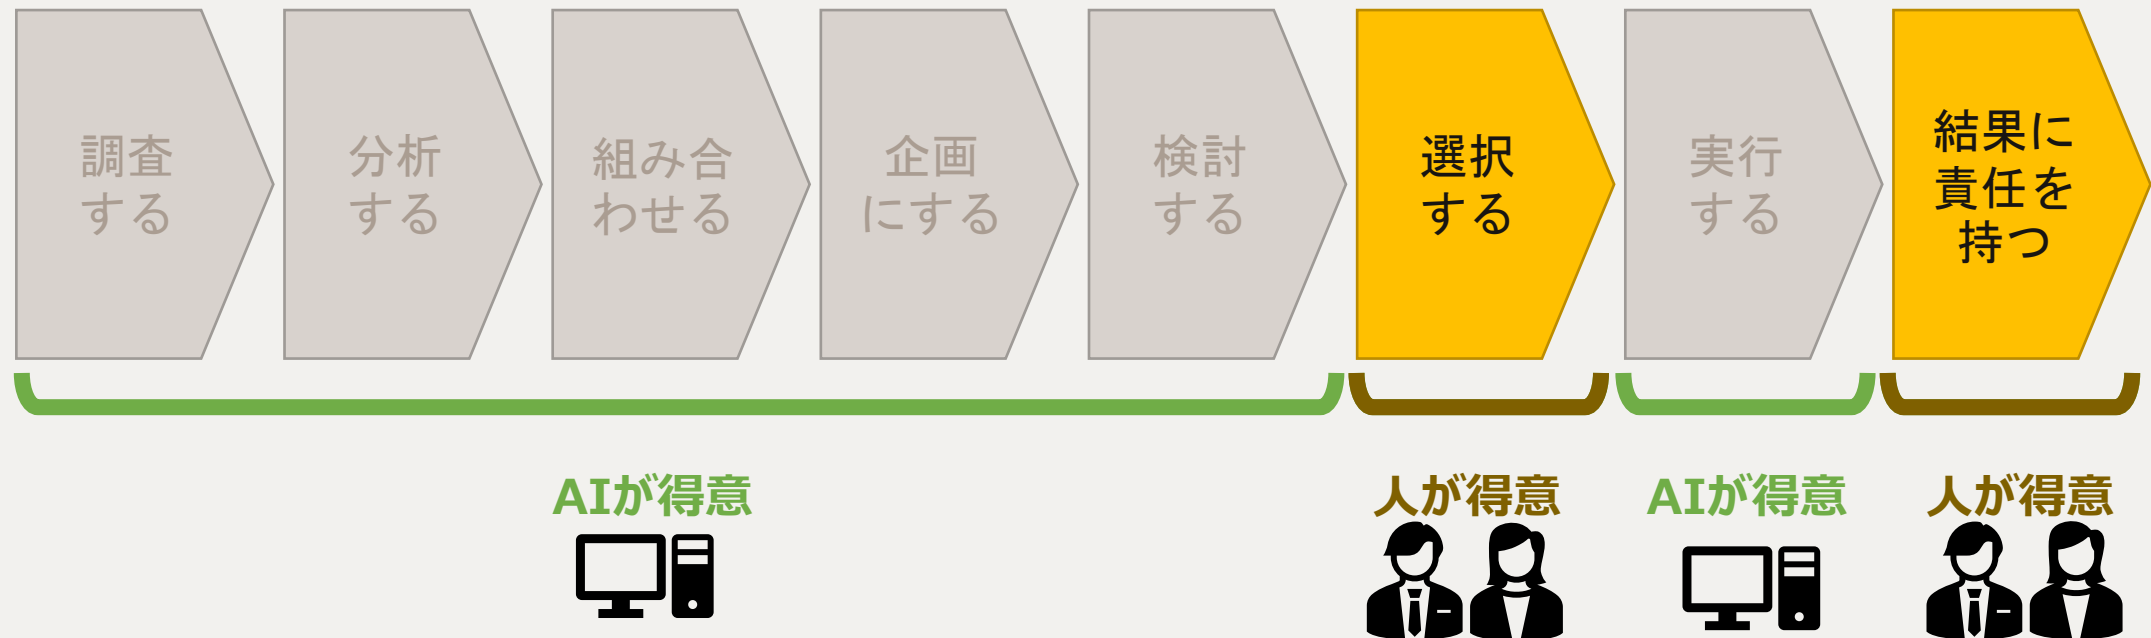 調査
する
分析
する
組み合
わせる
企画
にする
検討
する
選択
する
実行
する
結果に
責任を
持つ
AIが得意
人が得意
AIが得意
人が得意